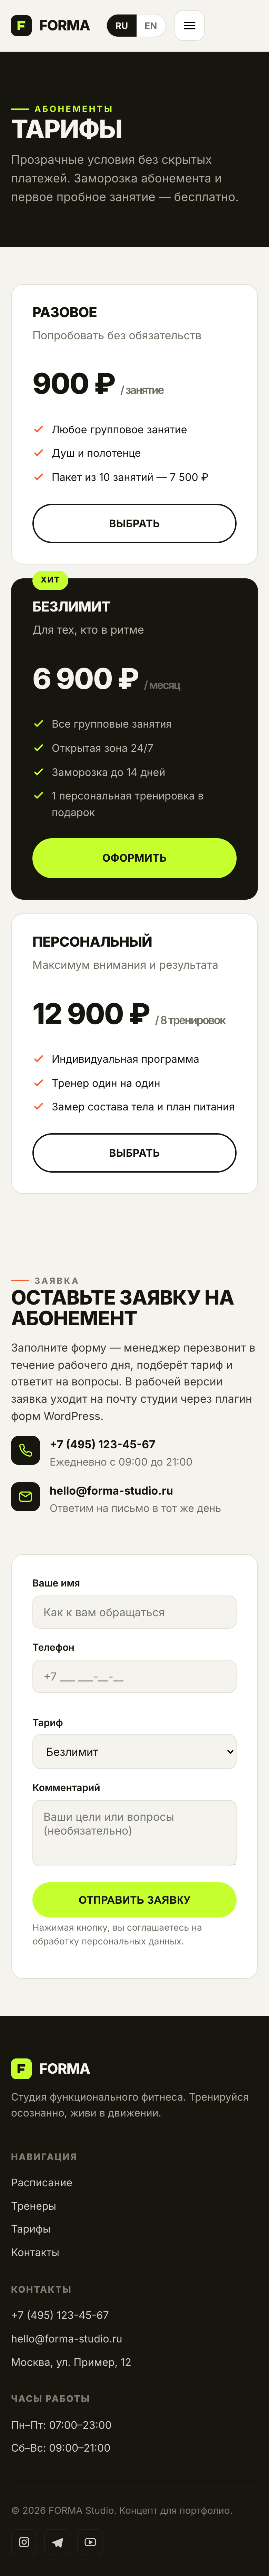 FORMA
RU EN
АБОНЕМЕНТЫ
ТАРИФЫ
Прозрачные условия без скрытых
платежей. Заморозка абонемента и
первое пробное занятие — бесплатно.
РАЗОВОЕ
Попробовать без обязательств
900 ₽ / занятие
Любое групповое занятие
Душ и полотенце
Пакет из 10 занятий — 7 500 ₽
ВЫБРАТЬ
ХИТ
БЕЗЛИМИТ
Для тех, кто в ритме
6 900 ₽ / месяц
Все групповые занятия
Открытая зона 24/7
Заморозка до 14 дней
1 персональная тренировка в
подарок
ОФОРМИТЬ
ПЕРСОНАЛЬНЫЙ
Максимум внимания и результата
12 900 ₽ / 8 тренировок
Индивидуальная программа
Тренер один на один
Замер состава тела и план питания
ВЫБРАТЬ
ЗАЯВКА
ОСТАВЬТЕ ЗАЯВКУ НА
АБОНЕМЕНТ
Заполните форму — менеджер перезвонит в
течение рабочего дня, подберёт тариф и
ответит на вопросы. В рабочей версии
заявка уходит на почту студии через плагин
форм WordPress.
+7 (495) 123-45-67
Ежедневно с 09:00 до 21:00
hello@forma-studio.ru
Ответим на письмо в тот же день
Ваше имя
Как к вам обращаться
Телефон
+7 ___ ___-__-__
Тариф
Безлимит
Комментарий
Ваши цели или вопросы
(необязательно)
ОТПРАВИТЬ ЗАЯВКУ
Нажимая кнопку, вы соглашаетесь на
обработку персональных данных.
FORMA
Студия функционального фитнеса. Тренируйся
осознанно, живи в движении.
НАВИГАЦИЯ
Расписание
Тренеры
Тарифы
Контакты
КОНТАКТЫ
+7 (495) 123-45-67
hello@forma-studio.ru
Москва, ул. Пример, 12
ЧАСЫ РАБОТЫ
Пн–Пт: 07:00–23:00
Сб–Вс: 09:00–21:00
© 2026 FORMA Studio. Концепт для портфолио.